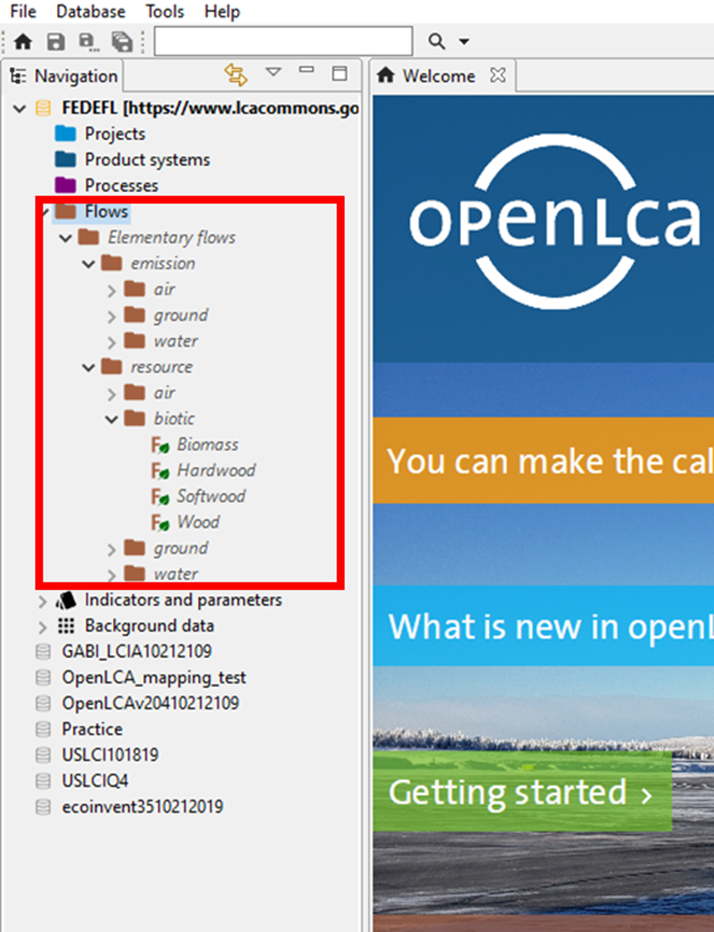 File Database Tools Help
Navigation
Welcome
FEDEFL [https://www.lcacommons.go
Projects
Product systems
Processes
Flows
Elementary flows
emission
air
ground
water
resource
air
biotic
Biomass
Hardwood
Softwood
Wood
ground
water
Indicators and parameters
Background data
GABI_LCIA10212109
OpenLCA_mapping_test
OpenLCAv20410212109
Practice
USLCI101819
USLCIQ4
ecoinvent3510212019
openLca
You can make the cal
What is new in openL
Getting started ›